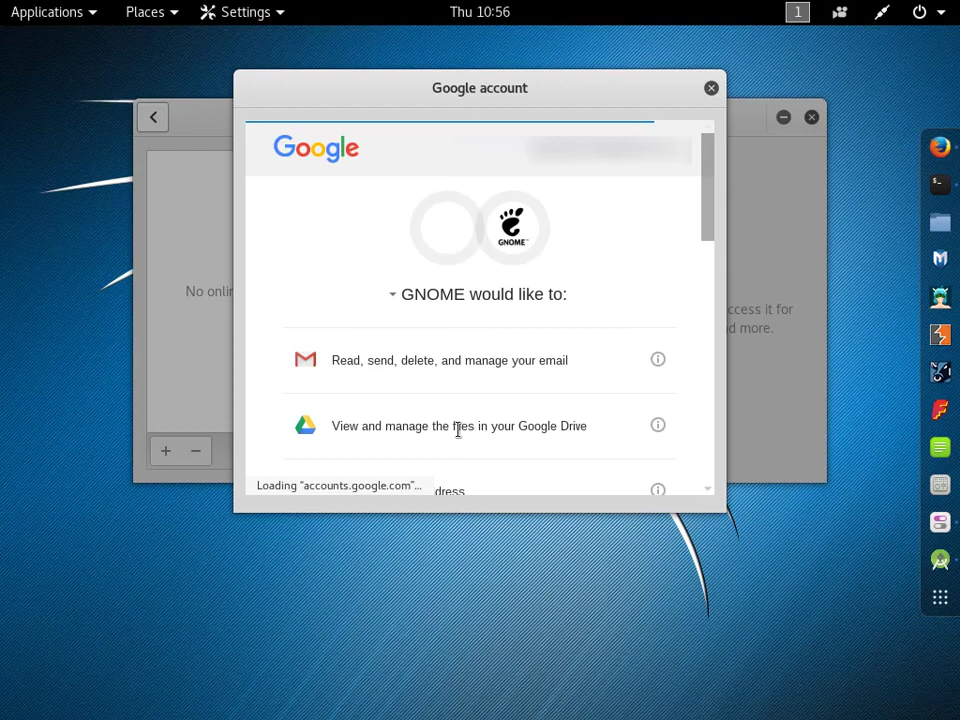 Applications Places Settings Thu 10:56 1
Google account
Google
GNOME™
GNOME would like to:
No onlin
ccess it for
d more.
Read, send, delete, and manage your email
View and manage the files in your Google Drive
Loading “accounts.google.com”…
dress